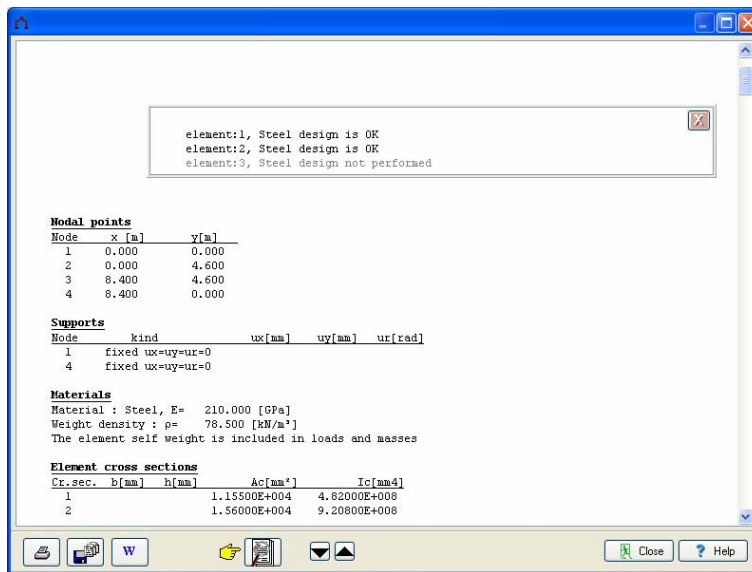 element:1, Steel design is OK
element:2, Steel design is OK
element:3, Steel design not performed
Nodal points
Node x [m] y[m]
1 0.000 0.000
2 0.000 4.600
3 8.400 4.600
4 8.400 0.000
Supports
Node kind ux[mm] uy[mm] ur[rad]
1 fixed ux=uy=ur=0
4 fixed ux=uy=ur=0
Materials
Material : Steel, E= 210.000 [GPa]
Weight density : ρ= 78.500 [kN/m³]
The element self weight is included in loads and masses
Element cross sections
Cr.sec. b[mm] h[mm] Ac[mm²] Ic[mm4]
1 1.15500E+004 4.82000E+008
2 1.56000E+004 9.20800E+008
W Close ? Help